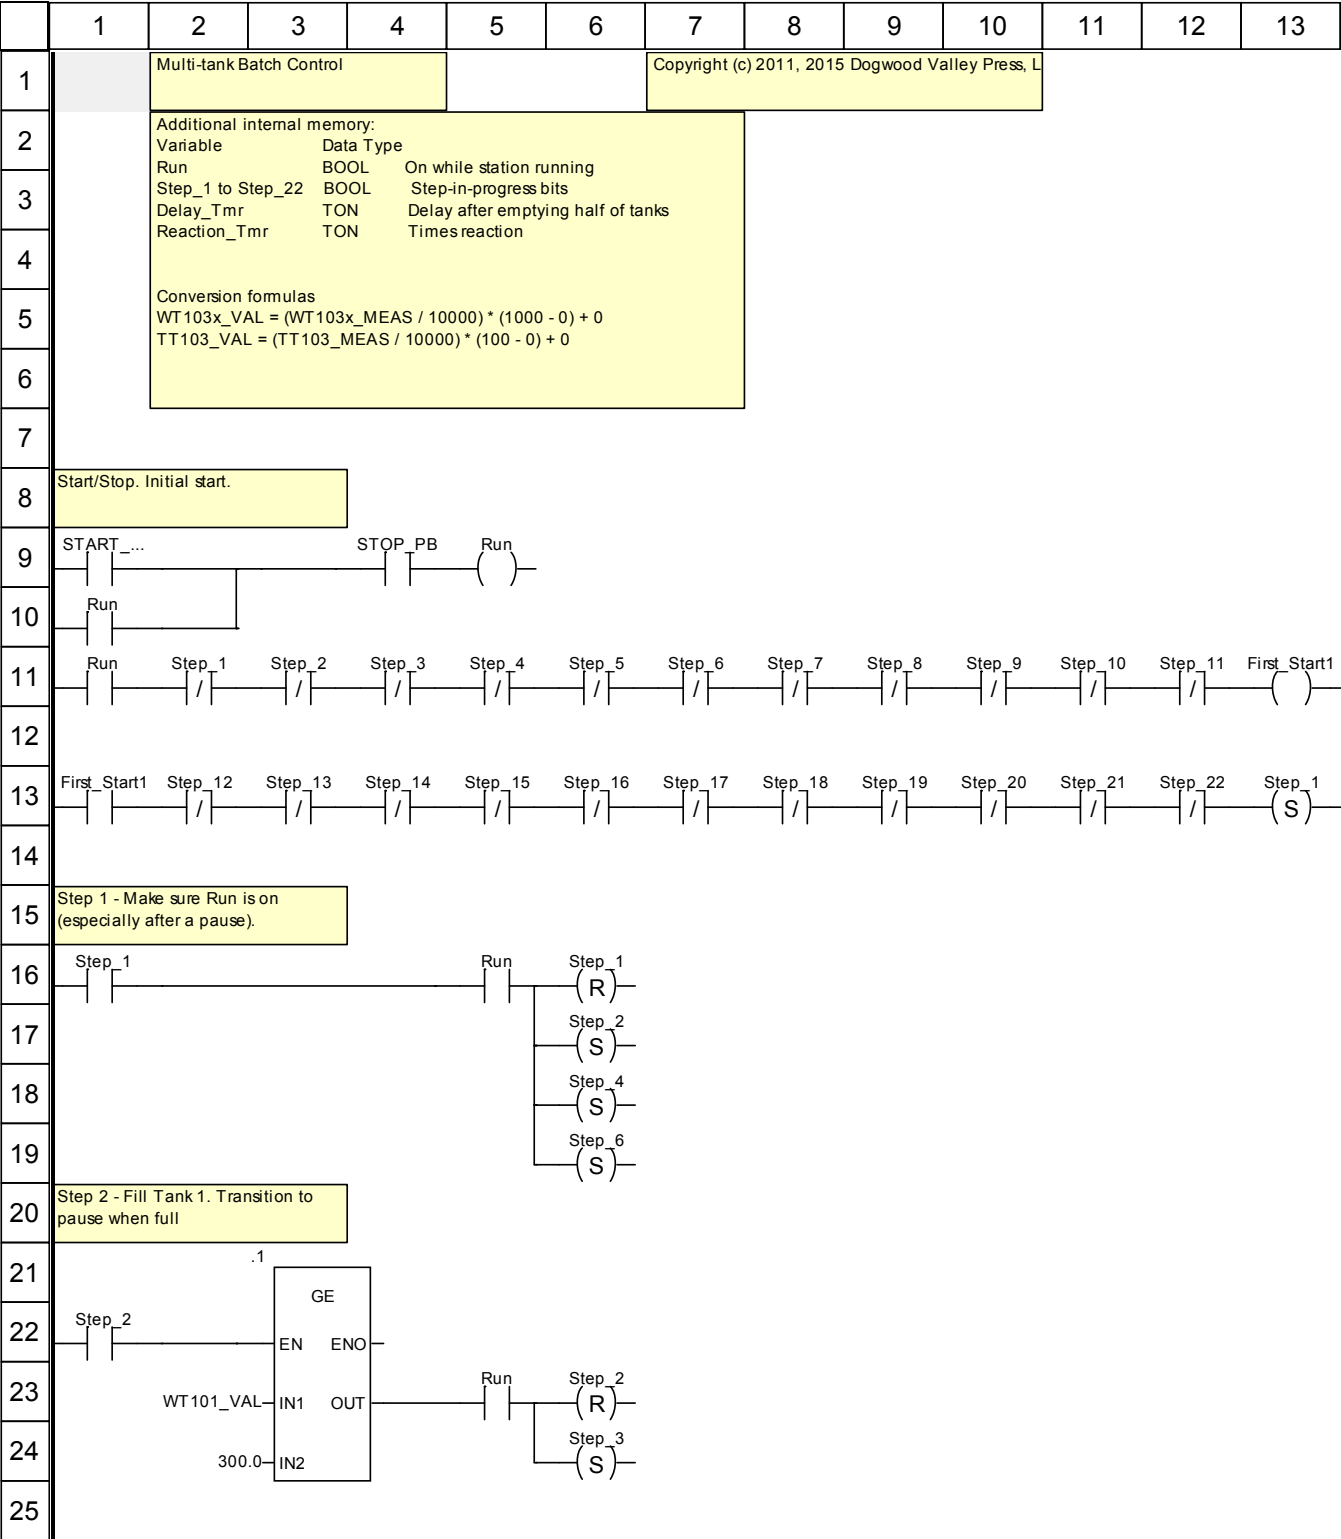 1 2 3 4 5 6 7 8 9 10 11 12 13
1
Multi-tank Batch Control
Copyright (c) 2011, 2015 Dogwood Valley Press, L
2
Additional internal memory:
Variable Data Type
Run BOOL On while station running
3
Step_1 to Step_22 BOOL Step-in-progress bits
Delay_Tmr TON Delay after emptying half of tanks
Reaction_Tmr TON Times reaction
4
Conversion formulas
5
WT103x_VAL = (WT103x_MEAS / 10000) * (1000 - 0) + 0
TT103_VAL = (TT103_MEAS / 10000) * (100 - 0) + 0
6
7
8
Start/Stop. Initial start.
9
START_... STOP_PB Run
10
Run
11
Run Step_1 Step_2 Step_3 Step_4 Step_5 Step_6 Step_7 Step_8 Step_9 Step_10 Step_11 First_Start1
/ / / / / / / / / / /
12
13
First_Start1 Step_12 Step_13 Step_14 Step_15 Step_16 Step_17 Step_18 Step_19 Step_20 Step_21 Step_22 Step_1
/ / / / / / / / / / / S
14
15
Step 1 - Make sure Run is on
(especially after a pause).
16
Step_1 Run Step_1
R
17
Step_2
S
18
Step_4
S
19
Step_6
S
20
Step 2 - Fill Tank 1. Transition to
pause when full
21
.1
GE
22
Step_2
EN ENO
23
Run Step_2
WT101_VAL IN1 OUT R
24
Step_3
300.0 IN2 S
25